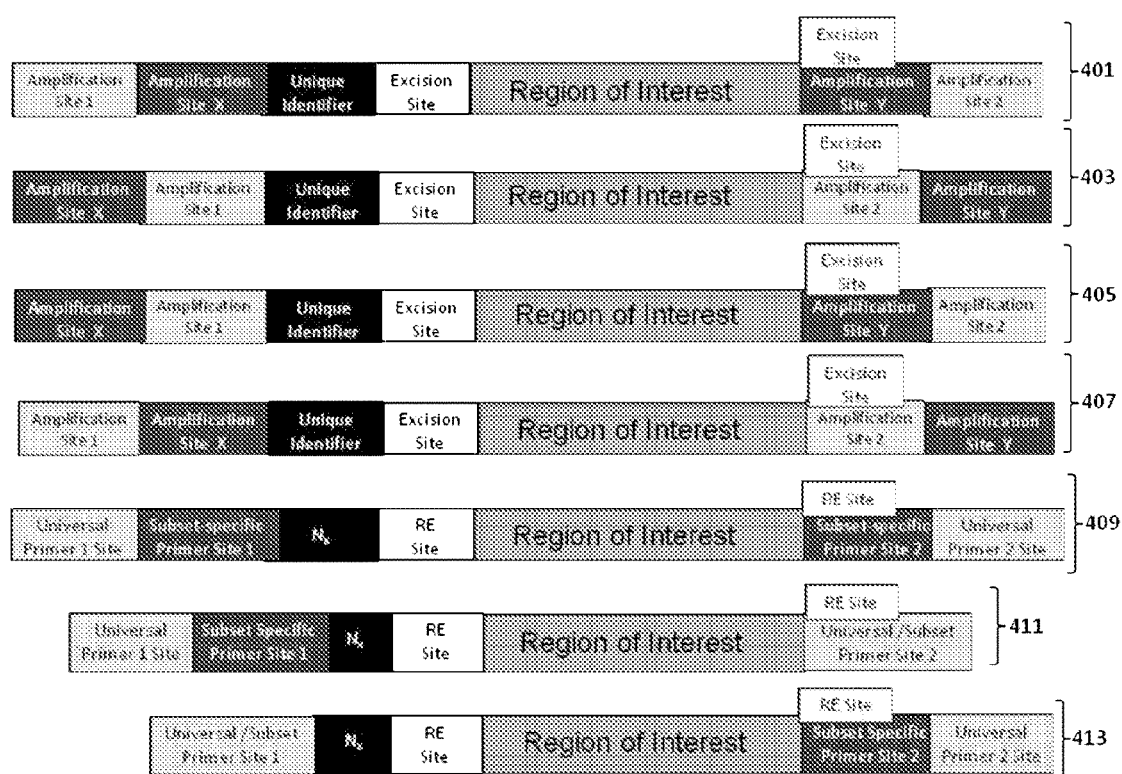 Excision
Site
Amplification
Site 1
Amplification
Site X
Unique
Identifier
Excision
Site
Region of Interest
Amplification
Site Y
Amplification
Site 2
401
Excision
Site
Amplification
Site X
Amplification
Site 1
Unique
Identifier
Excision
Site
Region of Interest
Amplification
Site 2
Amplification
Site Y
403
Excision
Site
Amplification
Site X
Amplification
Site 1
Unique
Identifier
Excision
Site
Region of Interest
Amplification
Site Y
Amplification
Site 2
405
Excision
Site
Amplification
Site 1
Amplification
Site X
Unique
Identifier
Excision
Site
Region of Interest
Amplification
Site 2
Amplification
Site Y
407
RE Site
Universal
Primer 1 Site
Subset specific
Primer Site 1
Nx
RE
Site
Region of Interest
Subset specific
Primer Site 2
Universal
Primer 2 Site
409
RE Site
Universal
Primer 1 Site
Subset Specific
Primer Site 1
Nx
RE
Site
Region of Interest
Universal /Subset
Primer Site 2
411
RE Site
Universal /Subset
Primer Site 1
Nx
RE
Site
Region of Interest
Subset Specific
Primer Site 2
Universal
Primer 2 Site
413